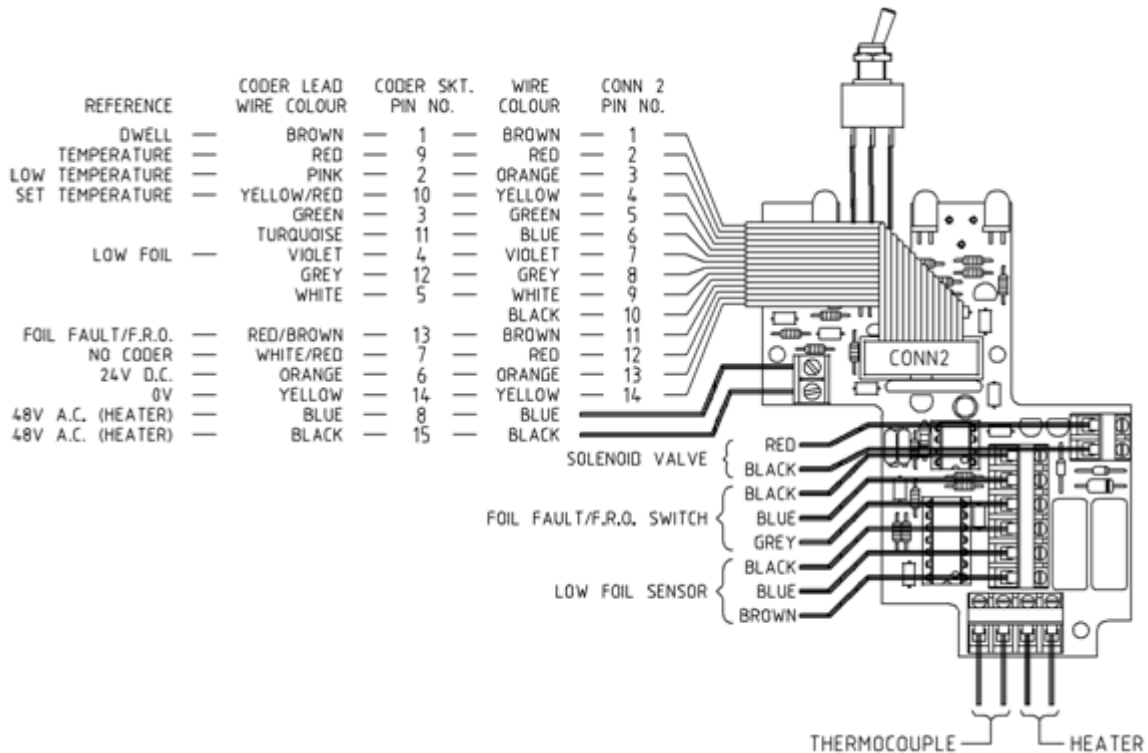 CODER LEAD CODER SKT. WIRE CONN 2
REFERENCE WIRE COLOUR PIN NO. COLOUR PIN NO.
DWELL — BROWN — 1 — BROWN — 1
TEMPERATURE — RED — 9 — RED — 2
LOW TEMPERATURE — PINK — 2 — ORANGE — 3
SET TEMPERATURE — YELLOW/RED — 10 — YELLOW — 4
GREEN — 3 — GREEN — 5
TURQUOISE — 11 — BLUE — 6
LOW FOIL — VIOLET — 4 — VIOLET — 7
GREY — 12 — GREY — 8
WHITE — 5 — WHITE — 9
BLACK — 10
FOIL FAULT/F.R.O. — RED/BROWN — 13 — BROWN — 11
NO CODER — WHITE/RED — 7 — RED — 12
24V D.C. — ORANGE — 6 — ORANGE — 13
0V — YELLOW — 14 — YELLOW — 14
48V A.C. (HEATER) — BLUE — 8 — BLUE
48V A.C. (HEATER) — BLACK — 15 — BLACK
CONN2
SOLENOID VALVE
RED
BLACK
FOIL FAULT/F.R.O. SWITCH
BLACK
BLUE
GREY
LOW FOIL SENSOR
BLACK
BLUE
BROWN
THERMOCOUPLE
HEATER